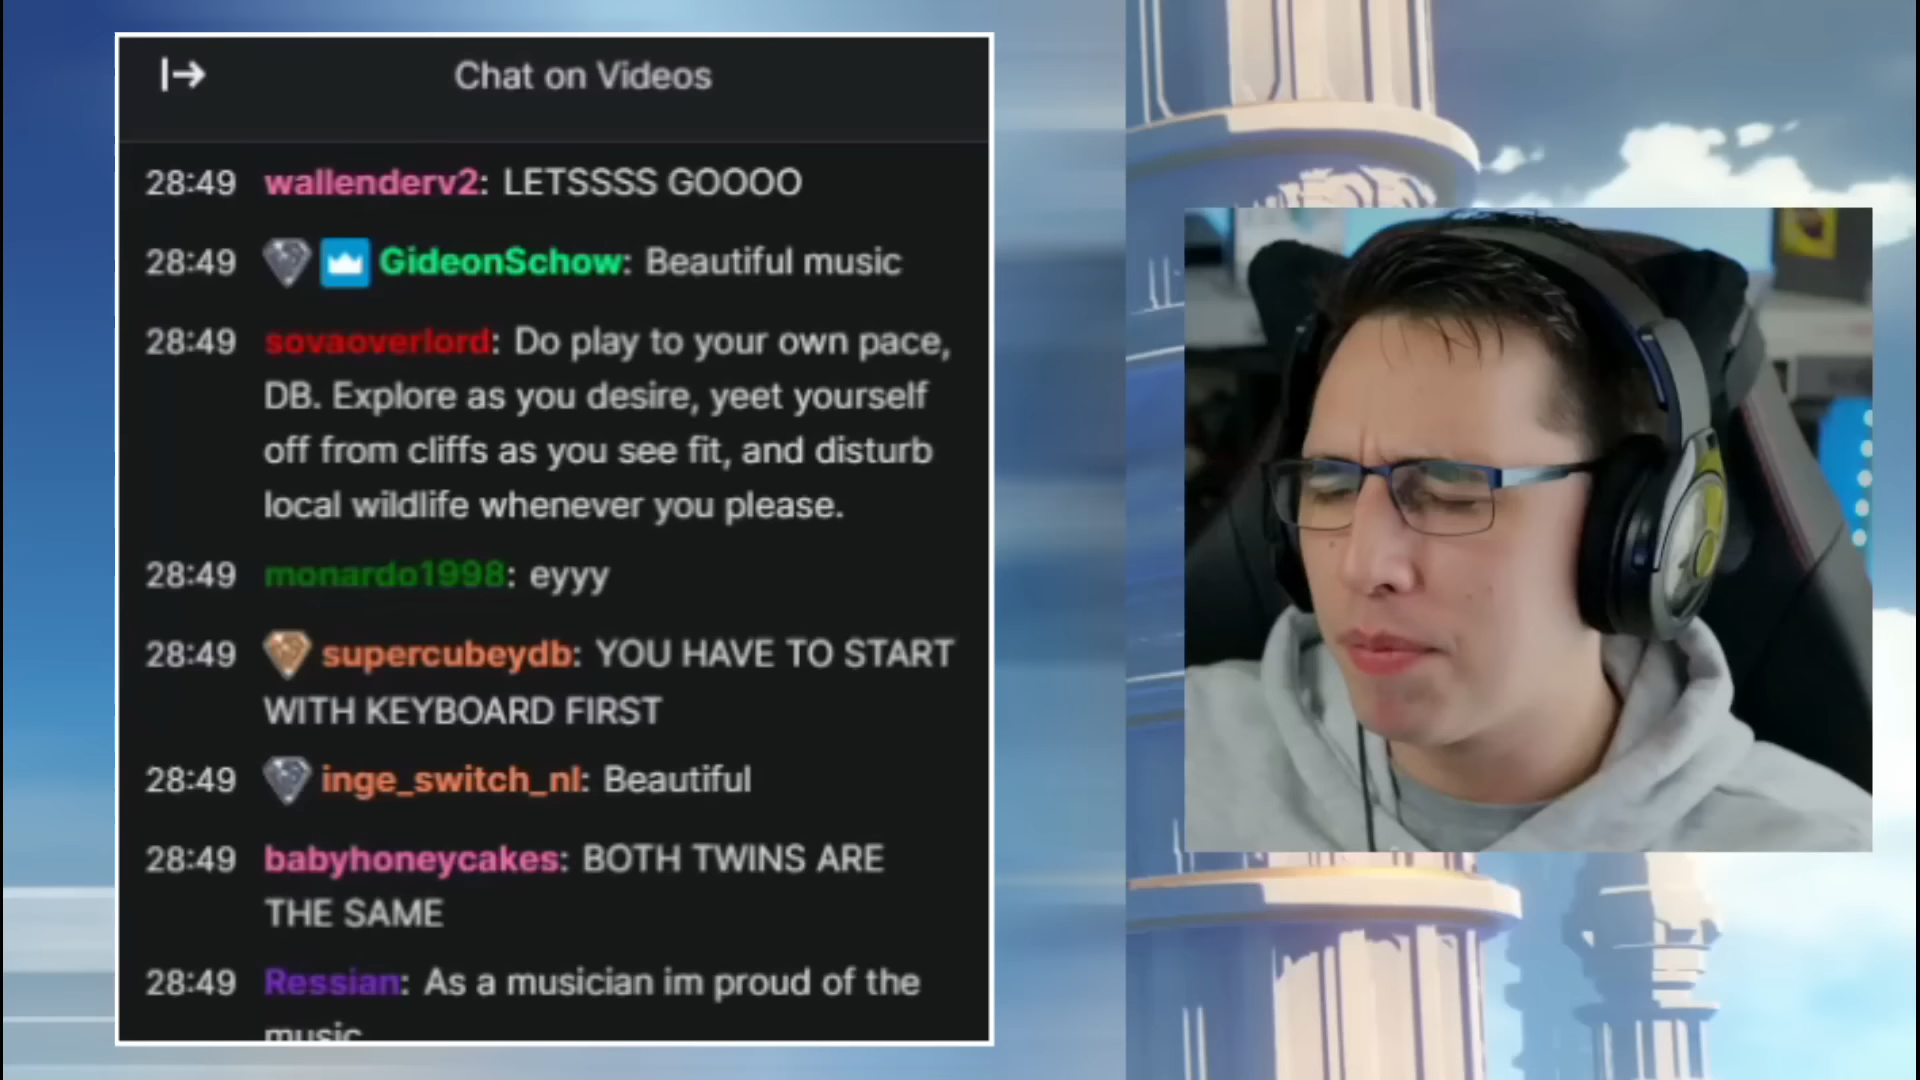 Chat on Videos
28:49 wallenderv2: LETSSSS GOOOO
28:49 GideonSchow: Beautiful music
28:49 sovaoverlord: Do play to your own pace,
DB. Explore as you desire, yeet yourself
off from cliffs as you see fit, and disturb
local wildlife whenever you please.
28:49 monardo1998: eyyy
28:49 supercubeydb: YOU HAVE TO START
WITH KEYBOARD FIRST
28:49 inge_switch_nl: Beautiful
28:49 babyhoneycakes: BOTH TWINS ARE
THE SAME
28:49 Ressian: As a musician im proud of the
music